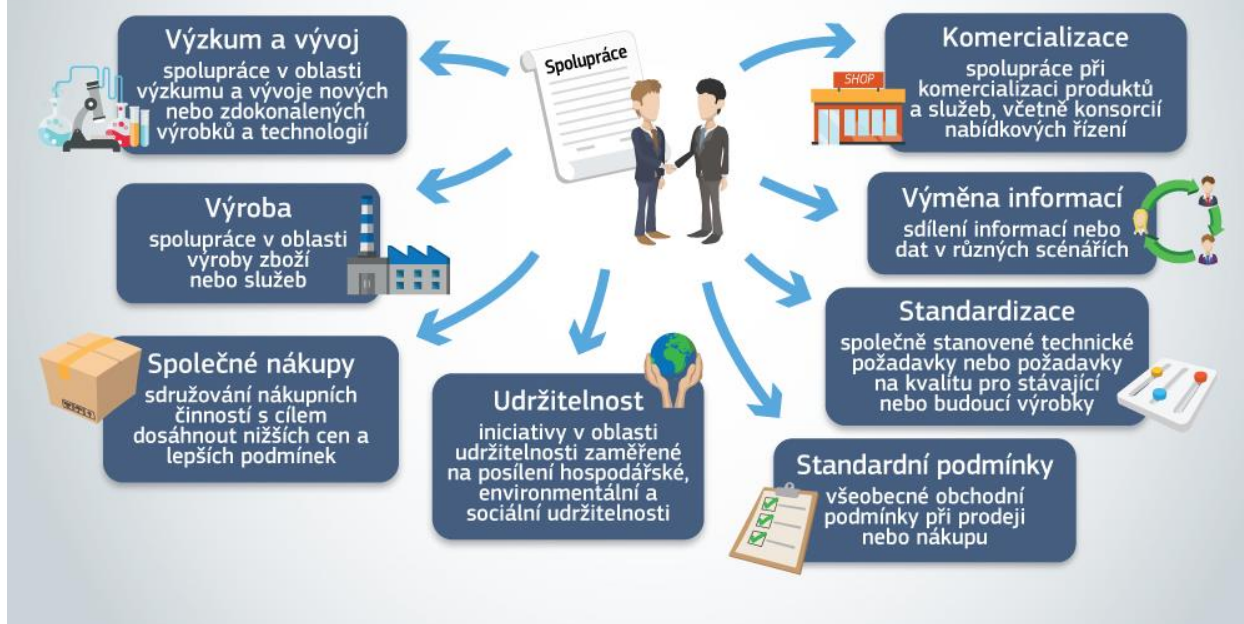 Spolupráce
Výzkum a vývoj
spolupráce v oblasti
výzkumu a vývoje nových
nebo zdokonalených
výrobků a technologií
Výroba
spolupráce v oblasti
výroby zboží
nebo služeb
Společné nákupy
sdružování nákupních
činností s cílem
dosáhnout nižších cen a
lepších podmínek
Udržitelnost
iniciativy v oblasti
udržitelnosti zaměřené
na posílení hospodářské,
environmentální a
sociální udržitelnosti
SHOP
Komercializace
spolupráce při
komercializaci produktů
a služeb, včetně konsorcií
nabídkových řízení
Výměna informací
sdílení informací nebo
dat v různých scénářích
Standardizace
společně stanovené technické
požadavky nebo požadavky
na kvalitu pro stávající
nebo budoucí výrobky
Standardní podmínky
všeobecné obchodní
podmínky při prodeji
nebo nákupu